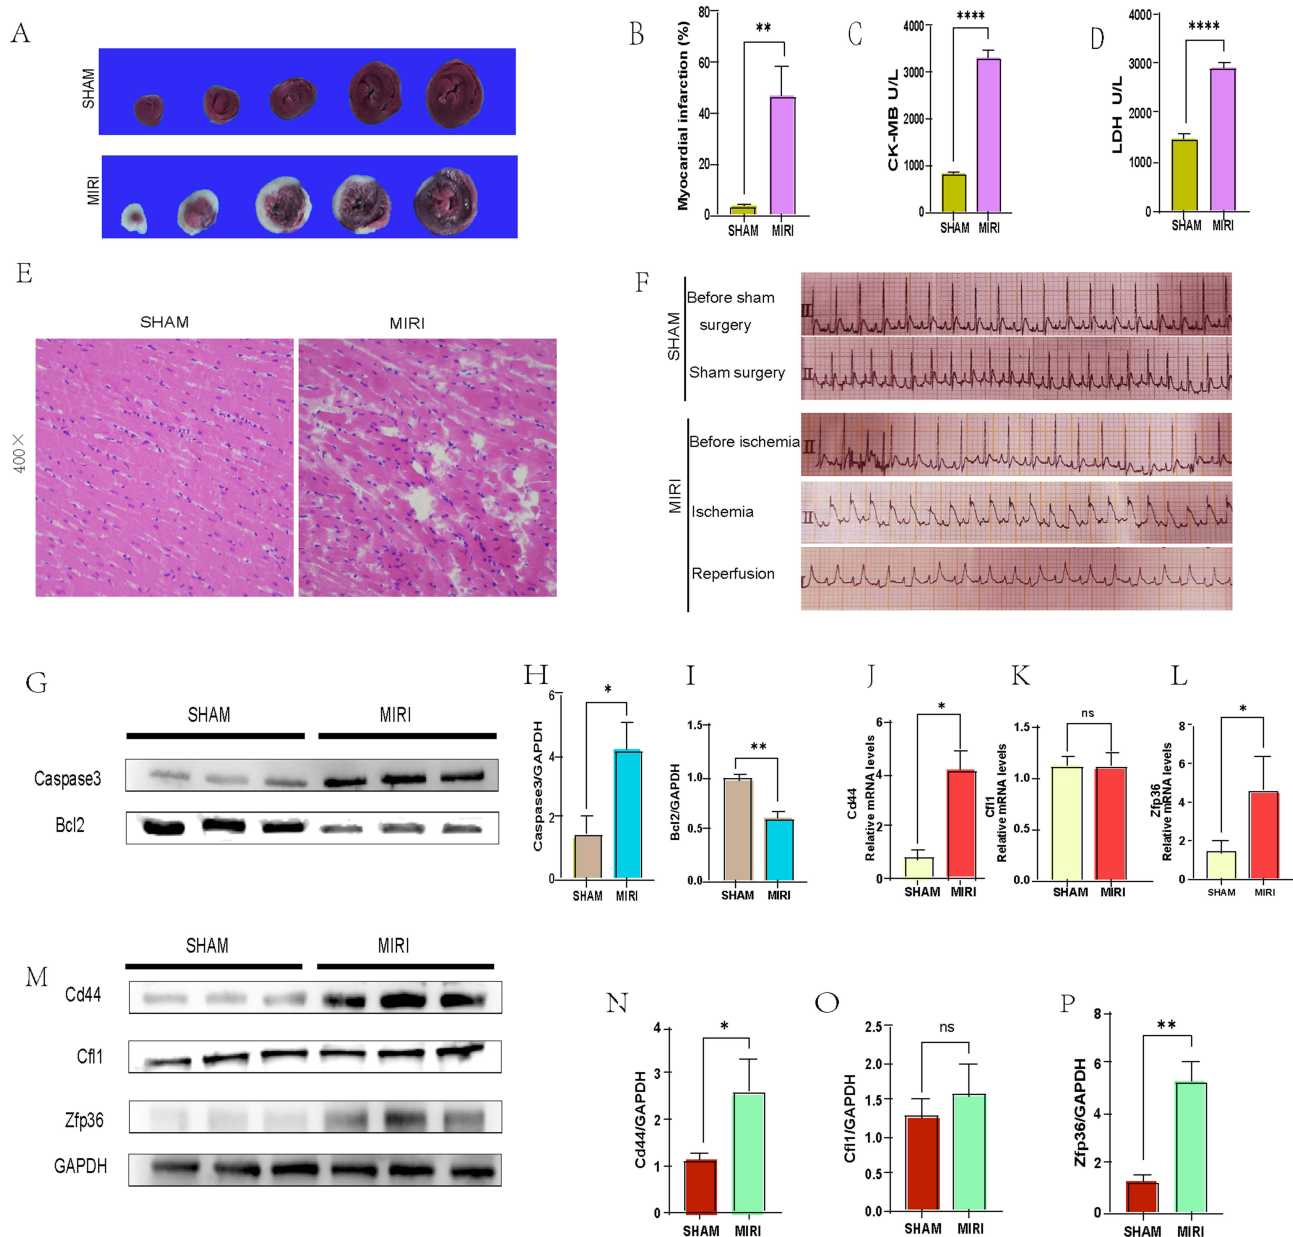 A
SHAM
MIRI
B
Myocardial infarction (%)
80
60
40
20
0
**
SHAM MIRI
C
CK-MB U/L
4000
3000
2000
1000
0
****
SHAM MIRI
D
LDH U/L
4000
3000
2000
1000
0
****
SHAM MIRI
E
SHAM MIRI
400×
F
SHAM
Before sham
surgery
II
Sham surgery
II
MIRI
Before ischemia
II
Ischemia
II
Reperfusion
G
SHAM MIRI
Caspase3
Bcl2
H
Caspase3/GAPDH
6
4
2
0
*
SHAM MIRI
I
Bcl2/GAPDH
1.5
1.0
0.5
0.0
**
SHAM MIRI
J
Cd44
Relative mRNA levels
6
4
2
0
*
SHAM MIRI
K
Cfl1
Relative mRNA levels
1.5
1.0
0.5
0.0
ns
SHAM MIRI
L
Zfp36
Relative mRNA levels
8
6
4
2
0
*
SHAM MIRI
M
SHAM MIRI
Cd44
Cfl1
Zfp36
GAPDH
N
Cd44/GAPDH
4
3
2
1
0
*
SHAM MIRI
O
Cfl1/GAPDH
2.5
2.0
1.5
1.0
0.5
0.0
ns
SHAM MIRI
P
Zfp36/GAPDH
8
6
4
2
0
**
SHAM MIRI